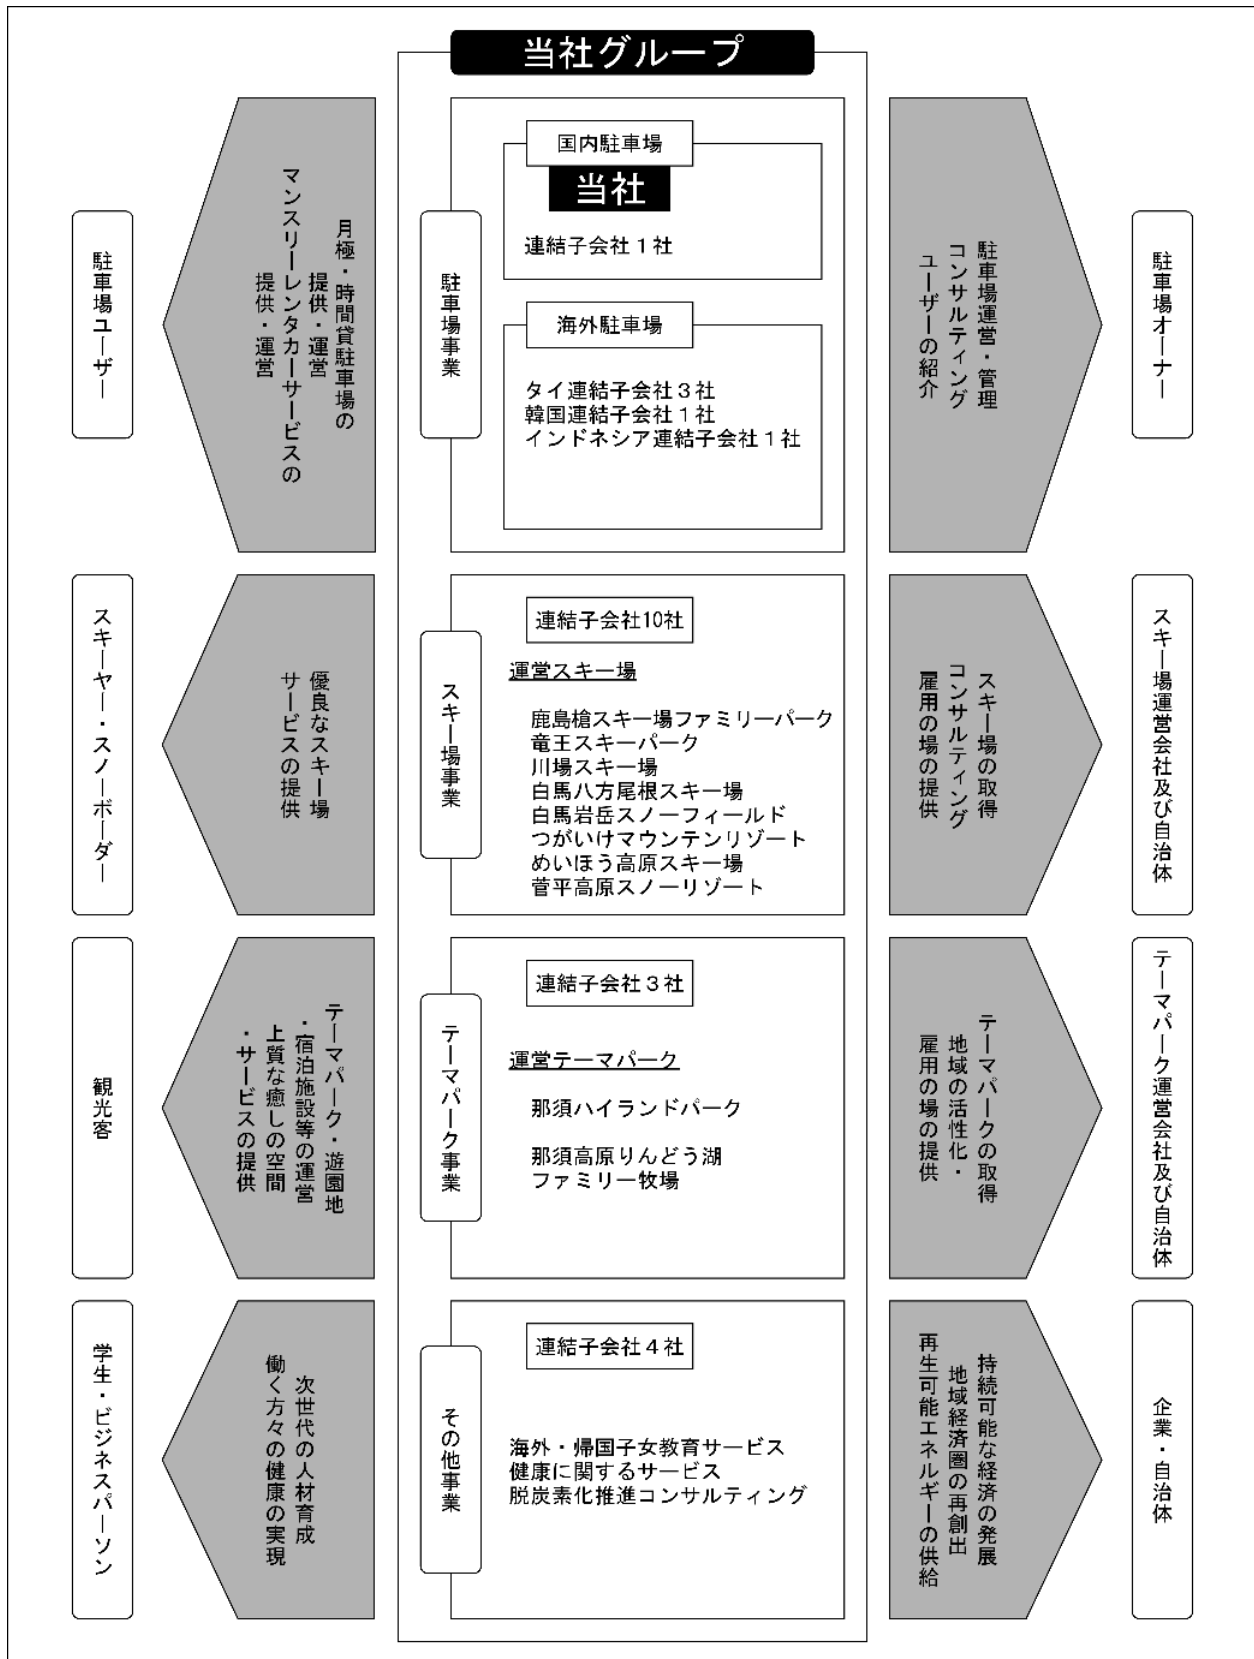 当社グループ
駐車場ユーザー
月極・時間貸駐車場の
提供・運営
マンスリーレンタカーサービスの
提供・運営
駐車場事業
国内駐車場
当社
連結子会社１社
海外駐車場
タイ連結子会社３社
韓国連結子会社１社
インドネシア連結子会社１社
駐車場運営・管理
コンサルティング
ユーザーの紹介
駐車場オーナー
スキーヤー・スノーボーダー
優良なスキー場
サービスの提供
スキー場事業
連結子会社10社
運営スキー場
鹿島槍スキー場ファミリーパーク
竜王スキーパーク
川場スキー場
白馬八方尾根スキー場
白馬岩岳スノーフィールド
つがいけマウンテンリゾート
めいほう高原スキー場
菅平高原スノーリゾート
スキー場の取得
コンサルティング
雇用の場の提供
スキー場運営会社及び自治体
観光客
テーマパーク・遊園地
・宿泊施設等の運営
上質な癒しの空間
・サービスの提供
テーマパーク事業
連結子会社３社
運営テーマパーク
那須ハイランドパーク
那須高原りんどう湖
ファミリー牧場
テーマパークの取得
地域の活性化・
雇用の場の提供
テーマパーク運営会社及び自治体
学生・ビジネスパーソン
次世代の人材育成
働く方々の健康の実現
その他事業
連結子会社４社
海外・帰国子女教育サービス
健康に関するサービス
脱炭素化推進コンサルティング
持続可能な経済の発展
地域経済圏の再創出
再生可能エネルギーの供給
企業・自治体